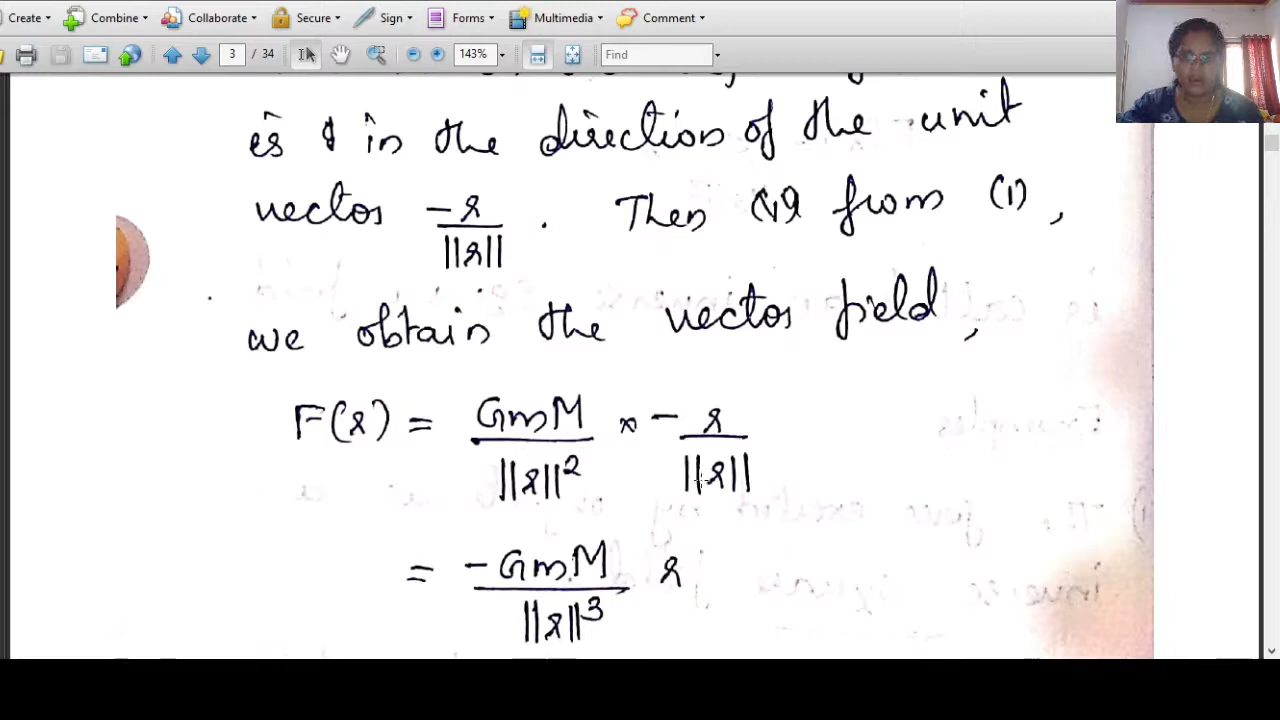 Create Combine Collaborate Secure Sign Forms Multimedia Comment
3 / 34 143% Find
is in the direction of the unit
vector -r
||r|| . Then from (1),
we obtain the vector field,
F(r) = GmM / ||r||² × - r / ||r||
= -GmM / ||r||³ r
Examples